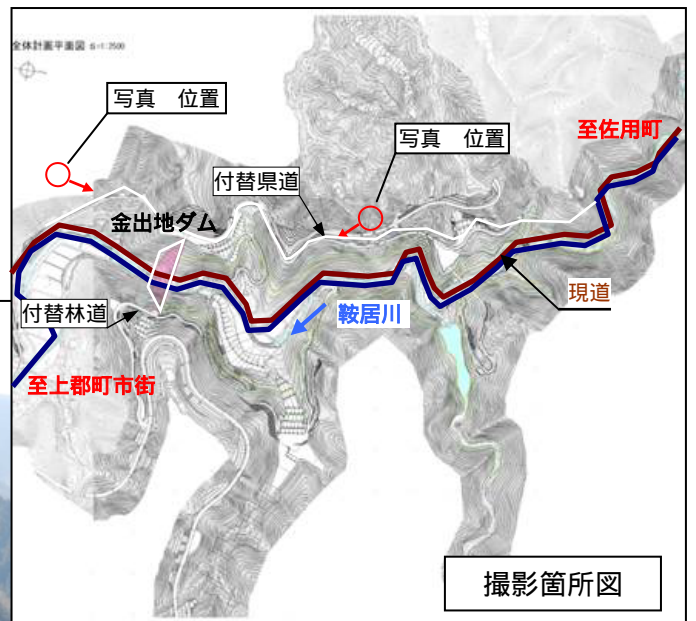 全体計画平面図 S=1:2500
写真 位置
写真 位置
至佐用町
付替県道
金出地ダム
現道
付替林道
鞍居川
至上郡町市街
撮影箇所図